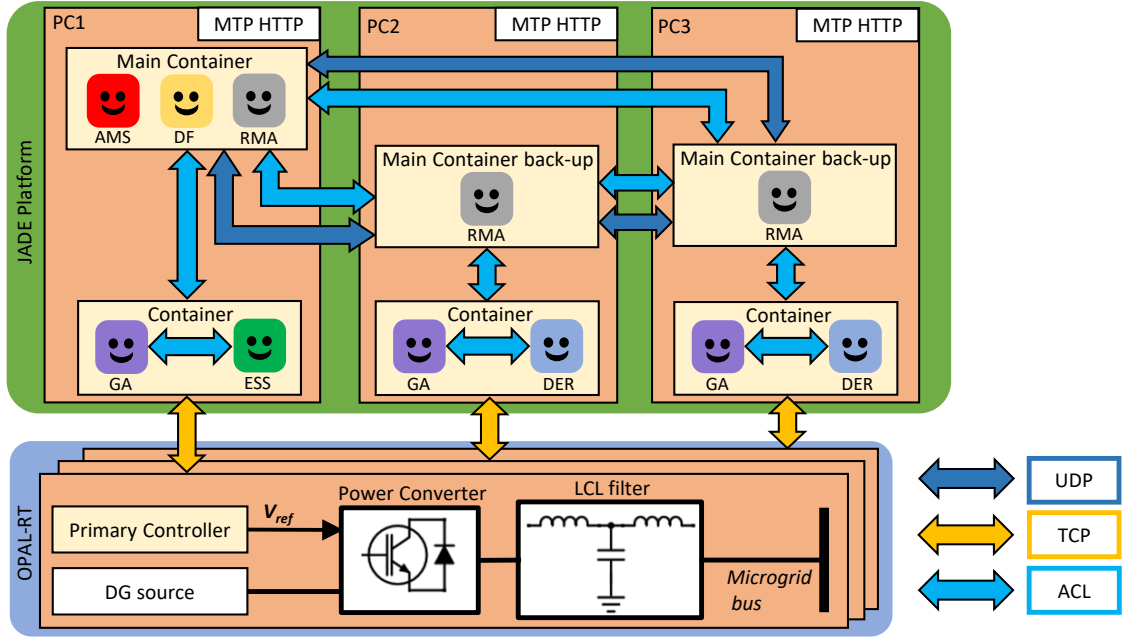 JADE Platform
PC1
MTP HTTP
Main Container
AMS
DF
RMA
Container
GA
ESS
PC2
MTP HTTP
Main Container back-up
RMA
Container
GA
DER
PC3
MTP HTTP
Main Container back-up
RMA
Container
GA
DER
OPAL-RT
Primary Controller
V_ref
DG source
Power Converter
LCL filter
Microgrid
bus
UDP
TCP
ACL